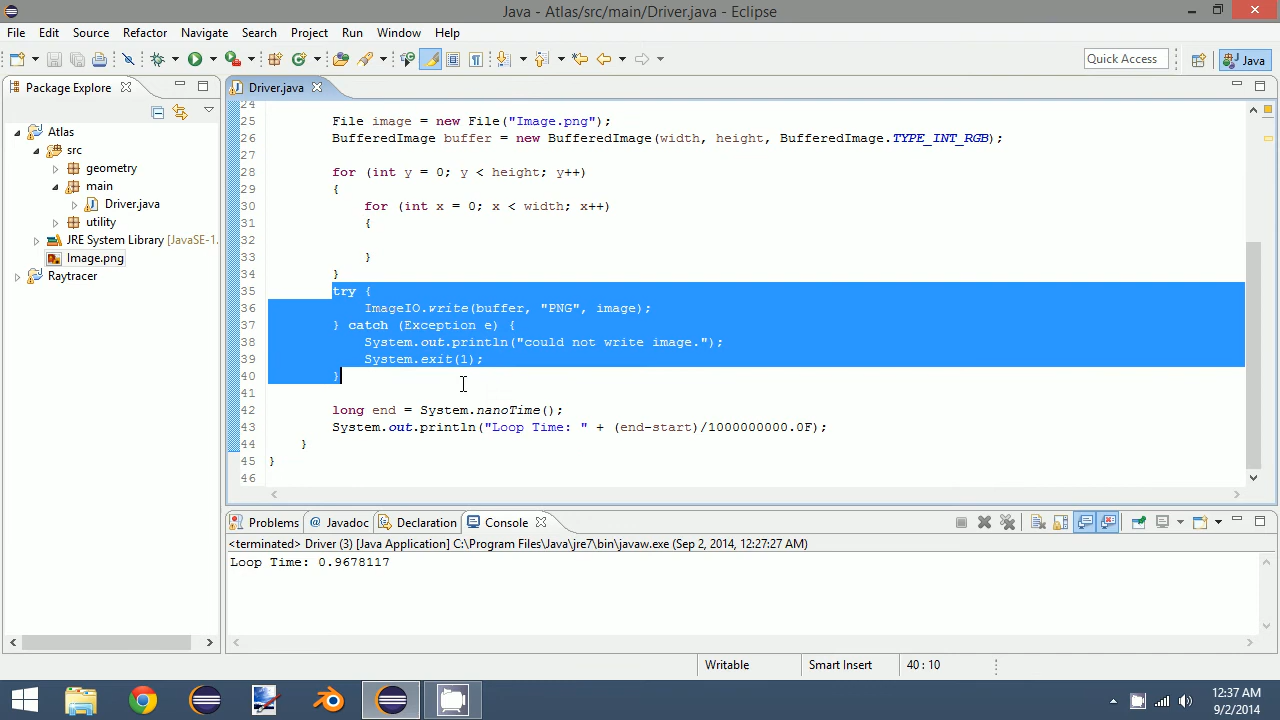 Java - Atlas/src/main/Driver.java - Eclipse
File Edit Source Refactor Navigate Search Project Run Window Help
Quick Access
Java
Package Explorer
Driver.java
Atlas
src
geometry
main
Driver.java
utility
JRE System Library [JavaSE-1.
Image.png
Raytracer
24
25 File image = new File("Image.png");
26 BufferedImage buffer = new BufferedImage(width, height, BufferedImage.TYPE_INT_RGB);
27
28 for (int y = 0; y < height; y++)
29 {
30 for (int x = 0; x < width; x++)
31 {
32
33 }
34 }
35 try {
36 ImageIO.write(buffer, "PNG", image);
37 } catch (Exception e) {
38 System.out.println("could not write image.");
39 System.exit(1);
40 }
41
42 long end = System.nanoTime();
43 System.out.println("Loop Time: " + (end-start)/1000000000.0F);
44 }
45 }
46
Problems @ Javadoc Declaration Console
<terminated> Driver (3) [Java Application] C:\Program Files\Java\jre7\bin\javaw.exe (Sep 2, 2014, 12:27:27 AM)
Loop Time: 0.9678117
Writable Smart Insert 40 : 10
12:37 AM
9/2/2014